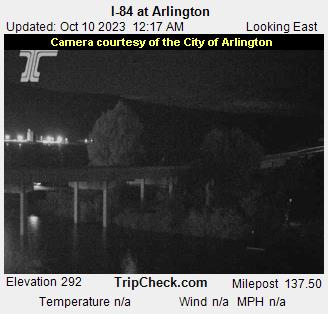 I-84 at Arlington
Updated: Oct 10 2023 12:17 AM Looking East
Camera courtesy of the City of Arlington
Elevation 292 TripCheck.com Milepost 137.50
Temperature n/a Wind n/a MPH n/a